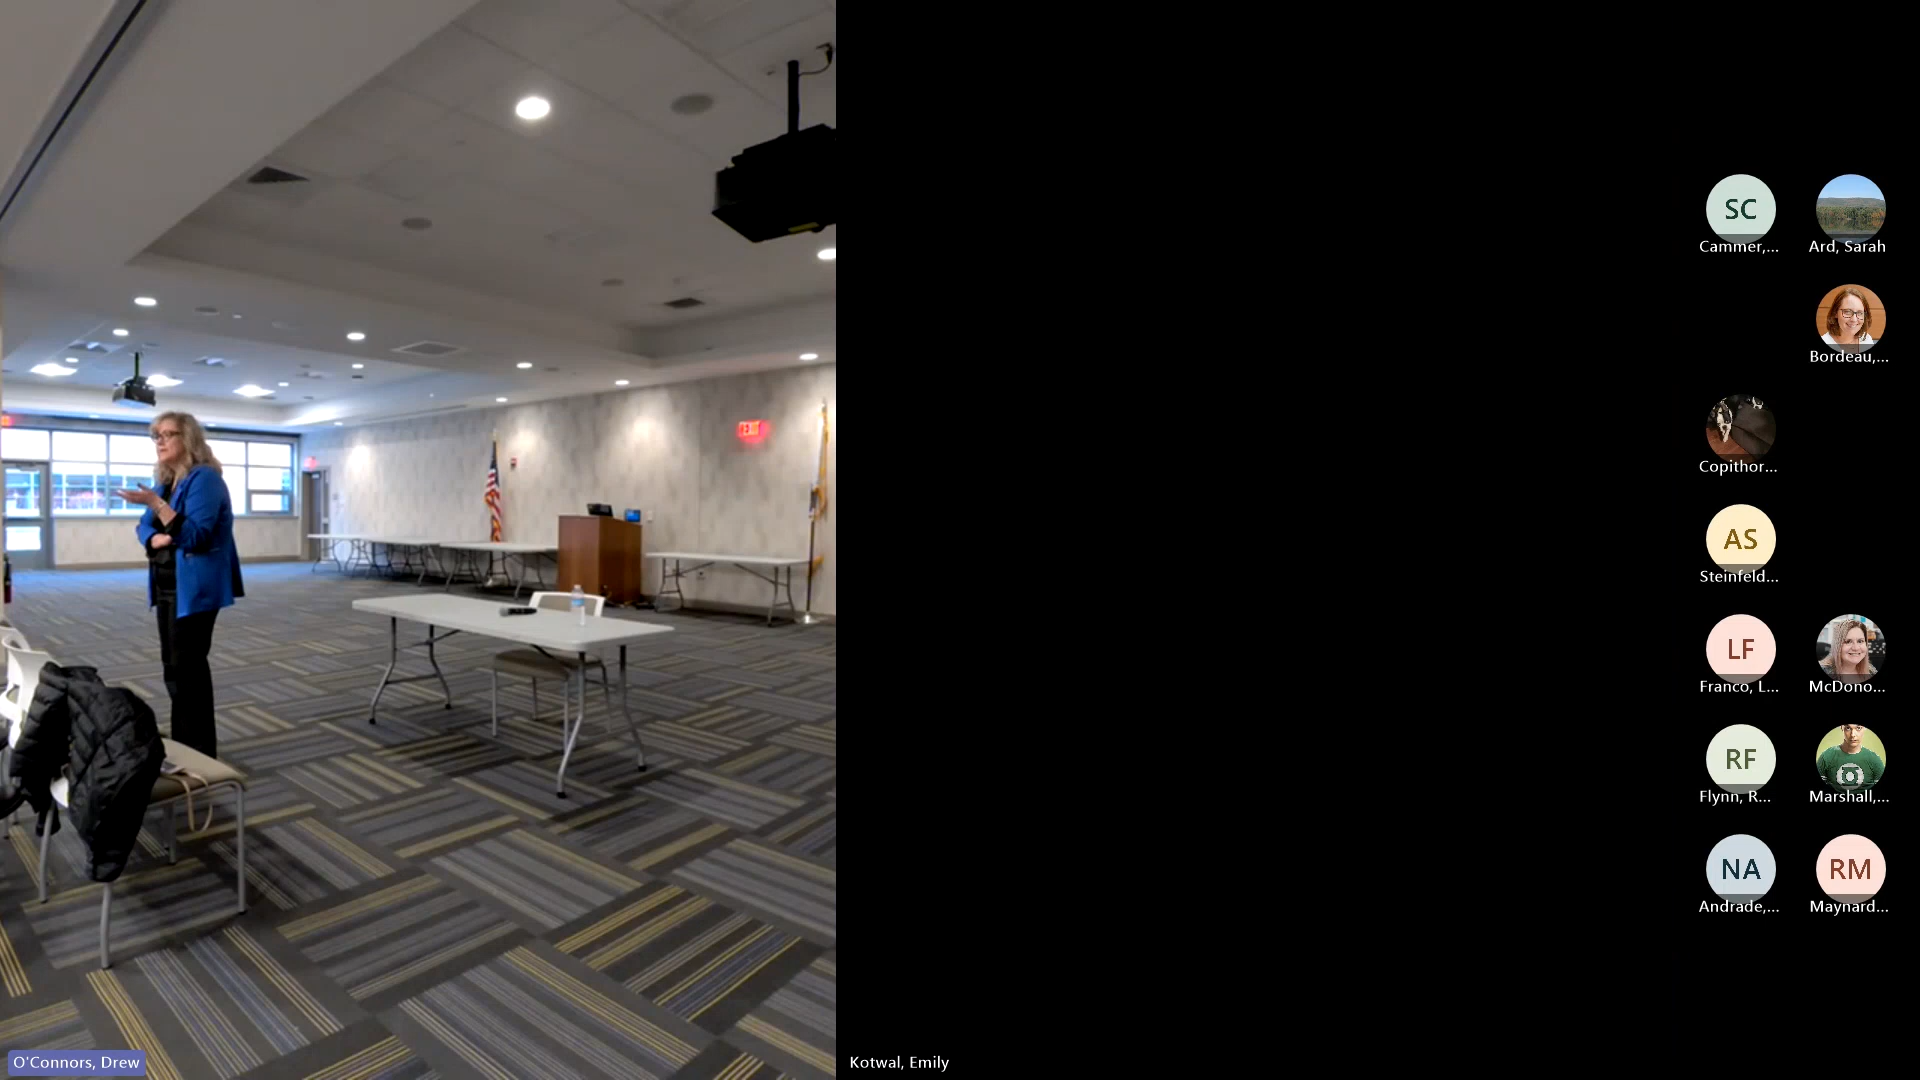 EXIT
SC
Cammer,...
Ard, Sarah
Bordeau,...
Copithor...
AS
Steinfeld...
LF
Franco, L...
McDono...
RF
Flynn, R...
Marshall,...
NA
Andrade,...
RM
Maynard...
O'Connors, Drew
Kotwal, Emily